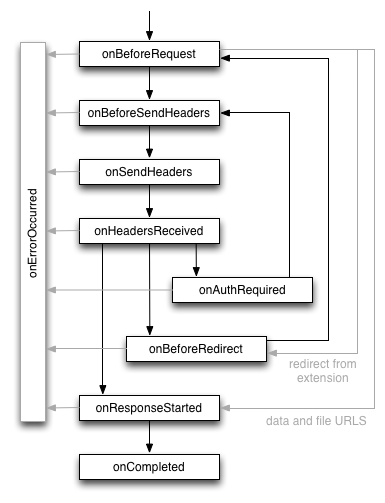 onBeforeRequest
onBeforeSendHeaders
onSendHeaders
onErrorOccurred
onHeadersReceived
onAuthRequired
onBeforeRedirect
redirect from
extension
onResponseStarted
data and file URLS
onCompleted